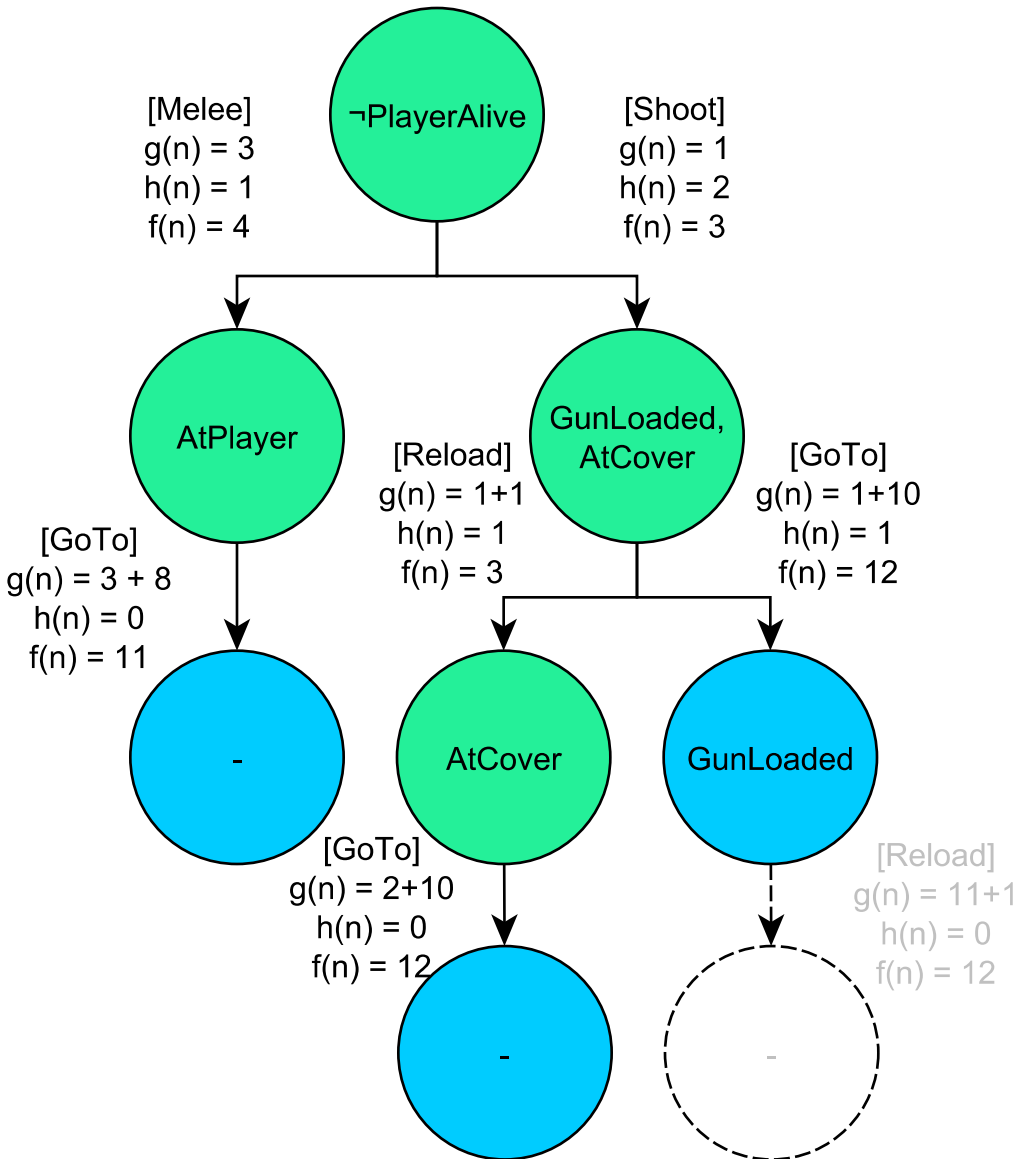 ¬PlayerAlive
[Melee]
g(n) = 3
h(n) = 1
f(n) = 4
[Shoot]
g(n) = 1
h(n) = 2
f(n) = 3
AtPlayer
GunLoaded,
AtCover
[GoTo]
g(n) = 3 + 8
h(n) = 0
f(n) = 11
[Reload]
g(n) = 1+1
h(n) = 1
f(n) = 3
[GoTo]
g(n) = 1+10
h(n) = 1
f(n) = 12
-
AtCover
GunLoaded
[GoTo]
g(n) = 2+10
h(n) = 0
f(n) = 12
[Reload]
g(n) = 11+1
h(n) = 0
f(n) = 12
-
-